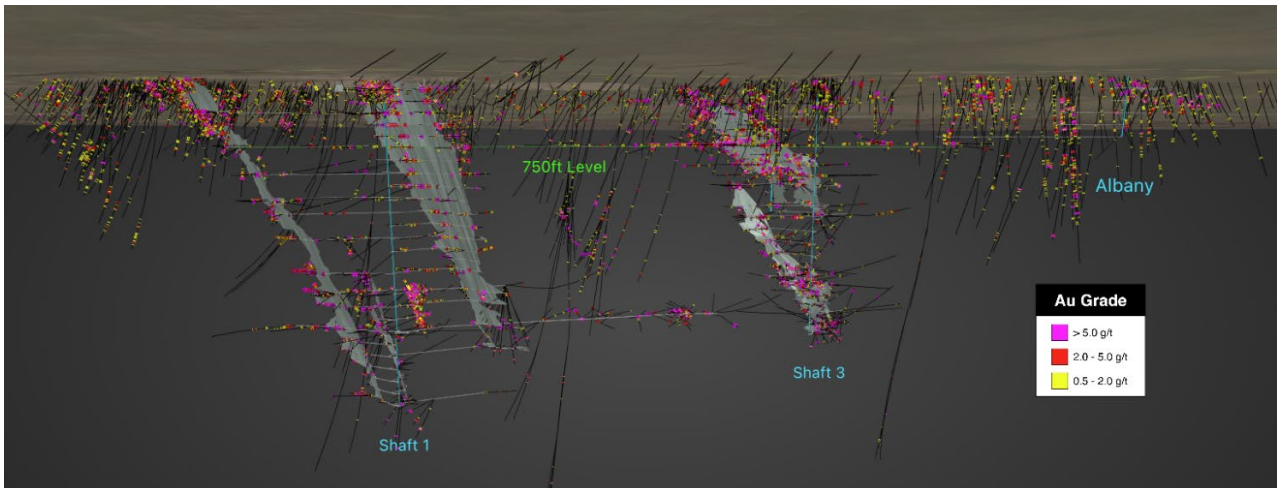 750ft Level
Albany
Au Grade
> 5.0 g/t
2.0 - 5.0 g/t
0.5 - 2.0 g/t
Shaft 3
Shaft 1